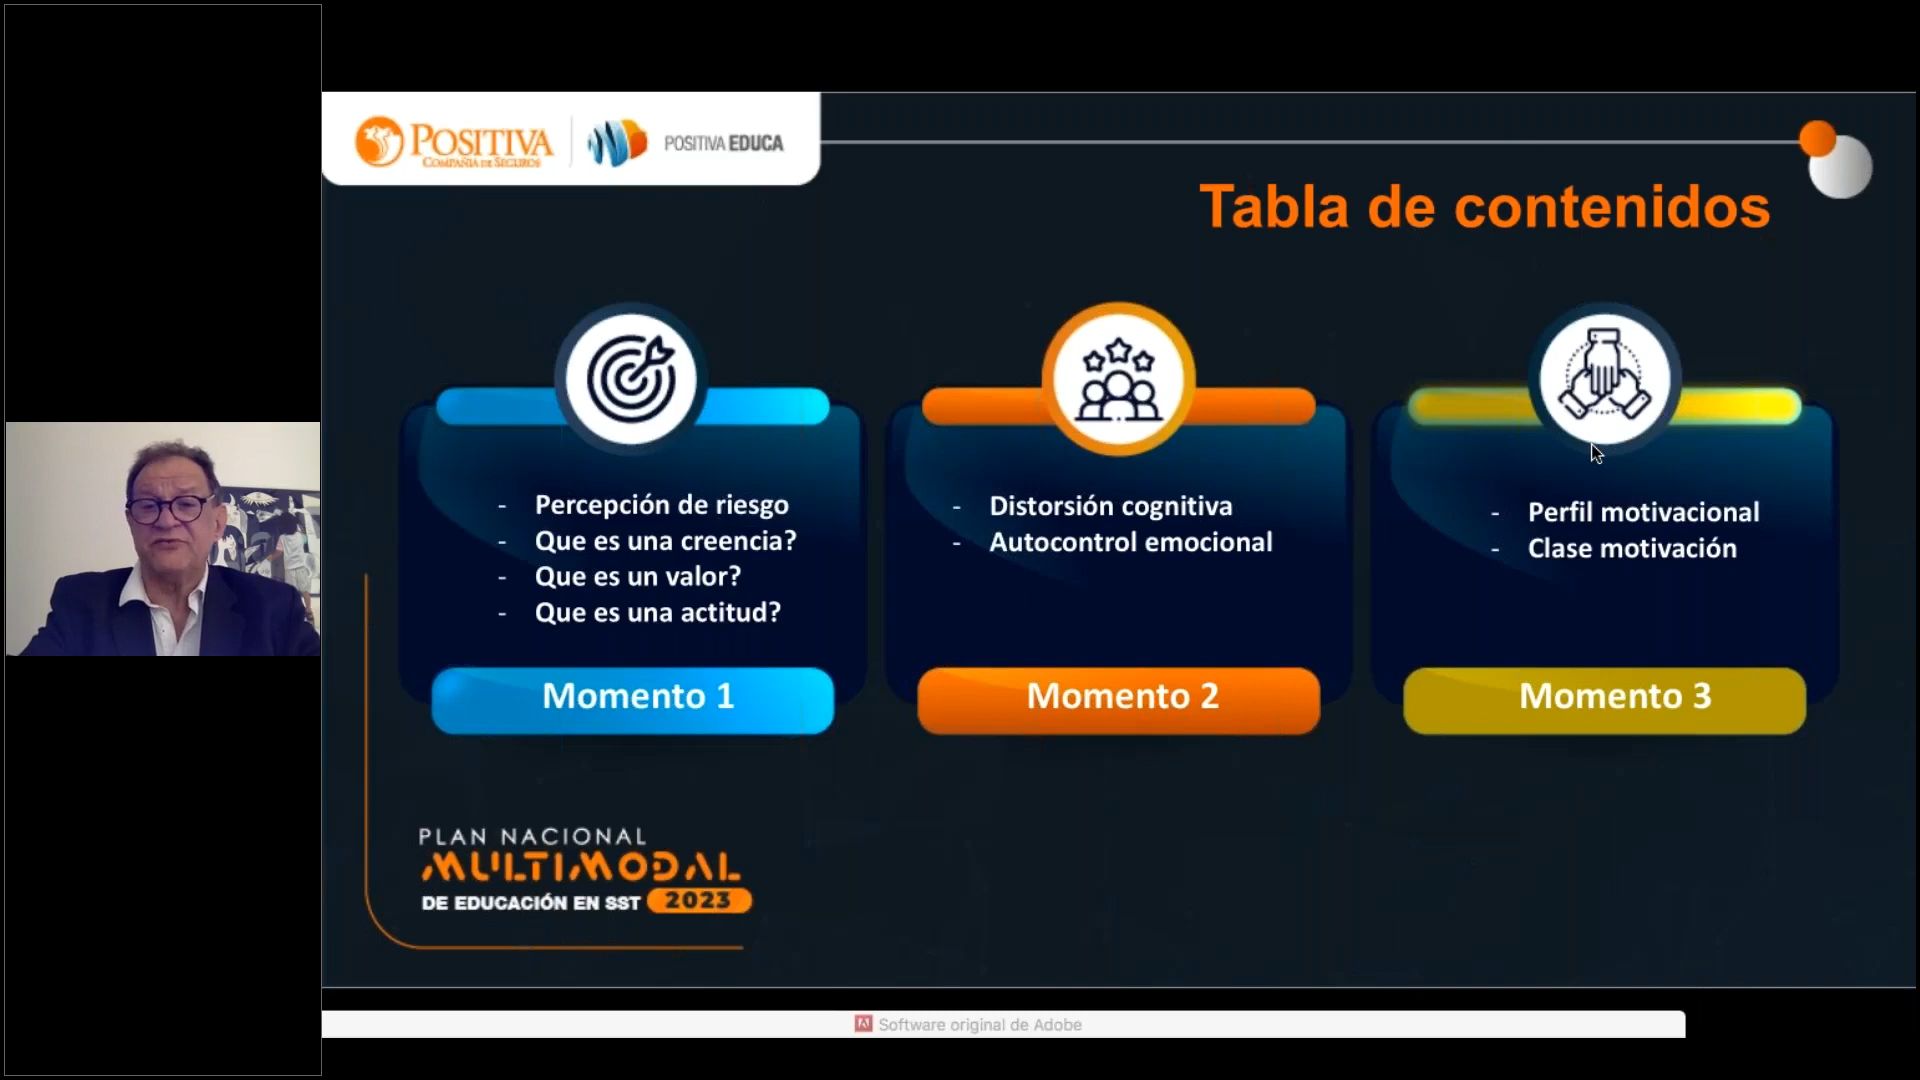 POSITIVA
COMPAÑIA DE SEGUROS
POSITIVA EDUCA
Tabla de contenidos
- Percepción de riesgo
- Que es una creencia?
- Que es un valor?
- Que es una actitud?
Momento 1
- Distorsión cognitiva
- Autocontrol emocional
Momento 2
- Perfil motivacional
- Clase motivación
Momento 3
PLAN NACIONAL
MULTIMODAL
DE EDUCACIÓN EN SST 2023
Software original de Adobe